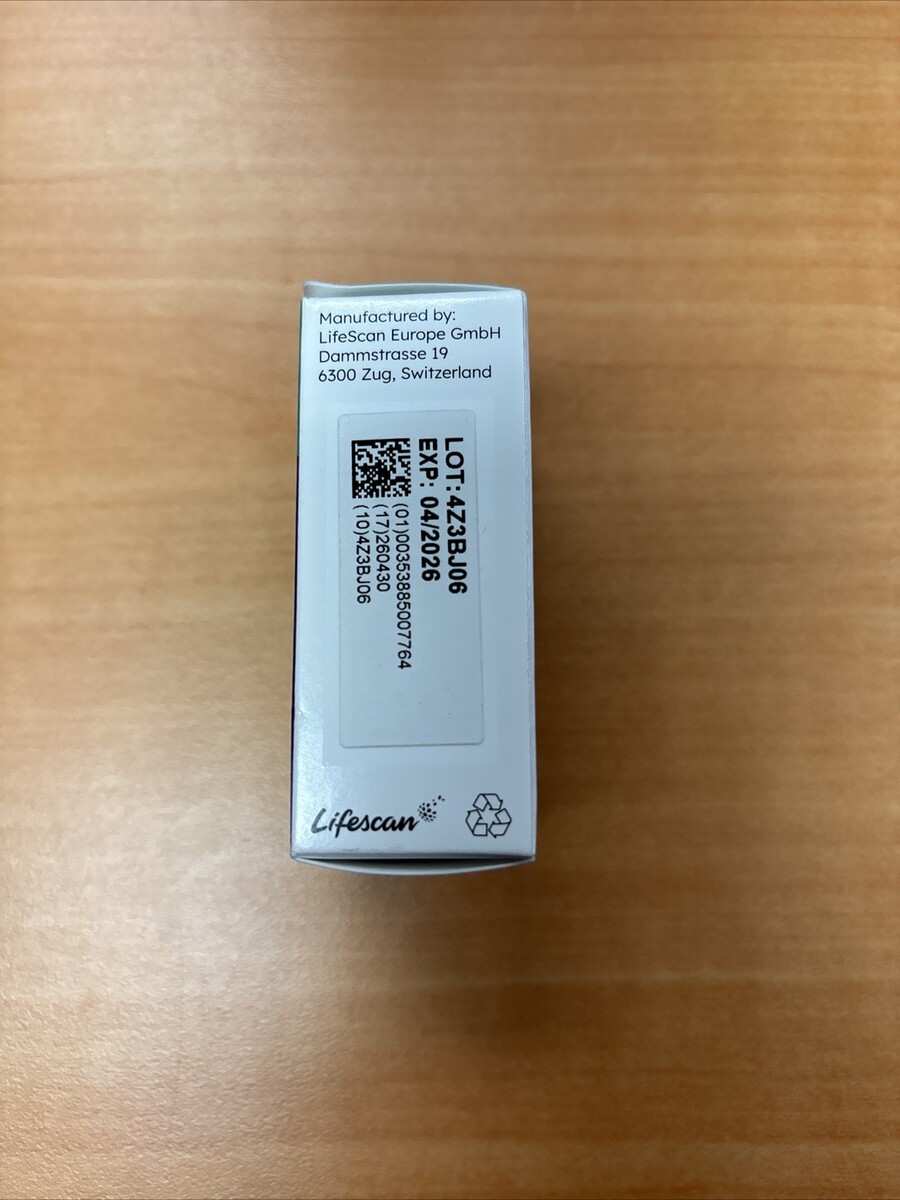 Manufactured by:
LifeScan Europe GmbH
Dammstrasse 19
6300 Zug, Switzerland
LOT: 4Z3BJ06
EXP: 04/2026
(01)00353885007764
(17)260430
(10)4Z3BJ06
Lifescan